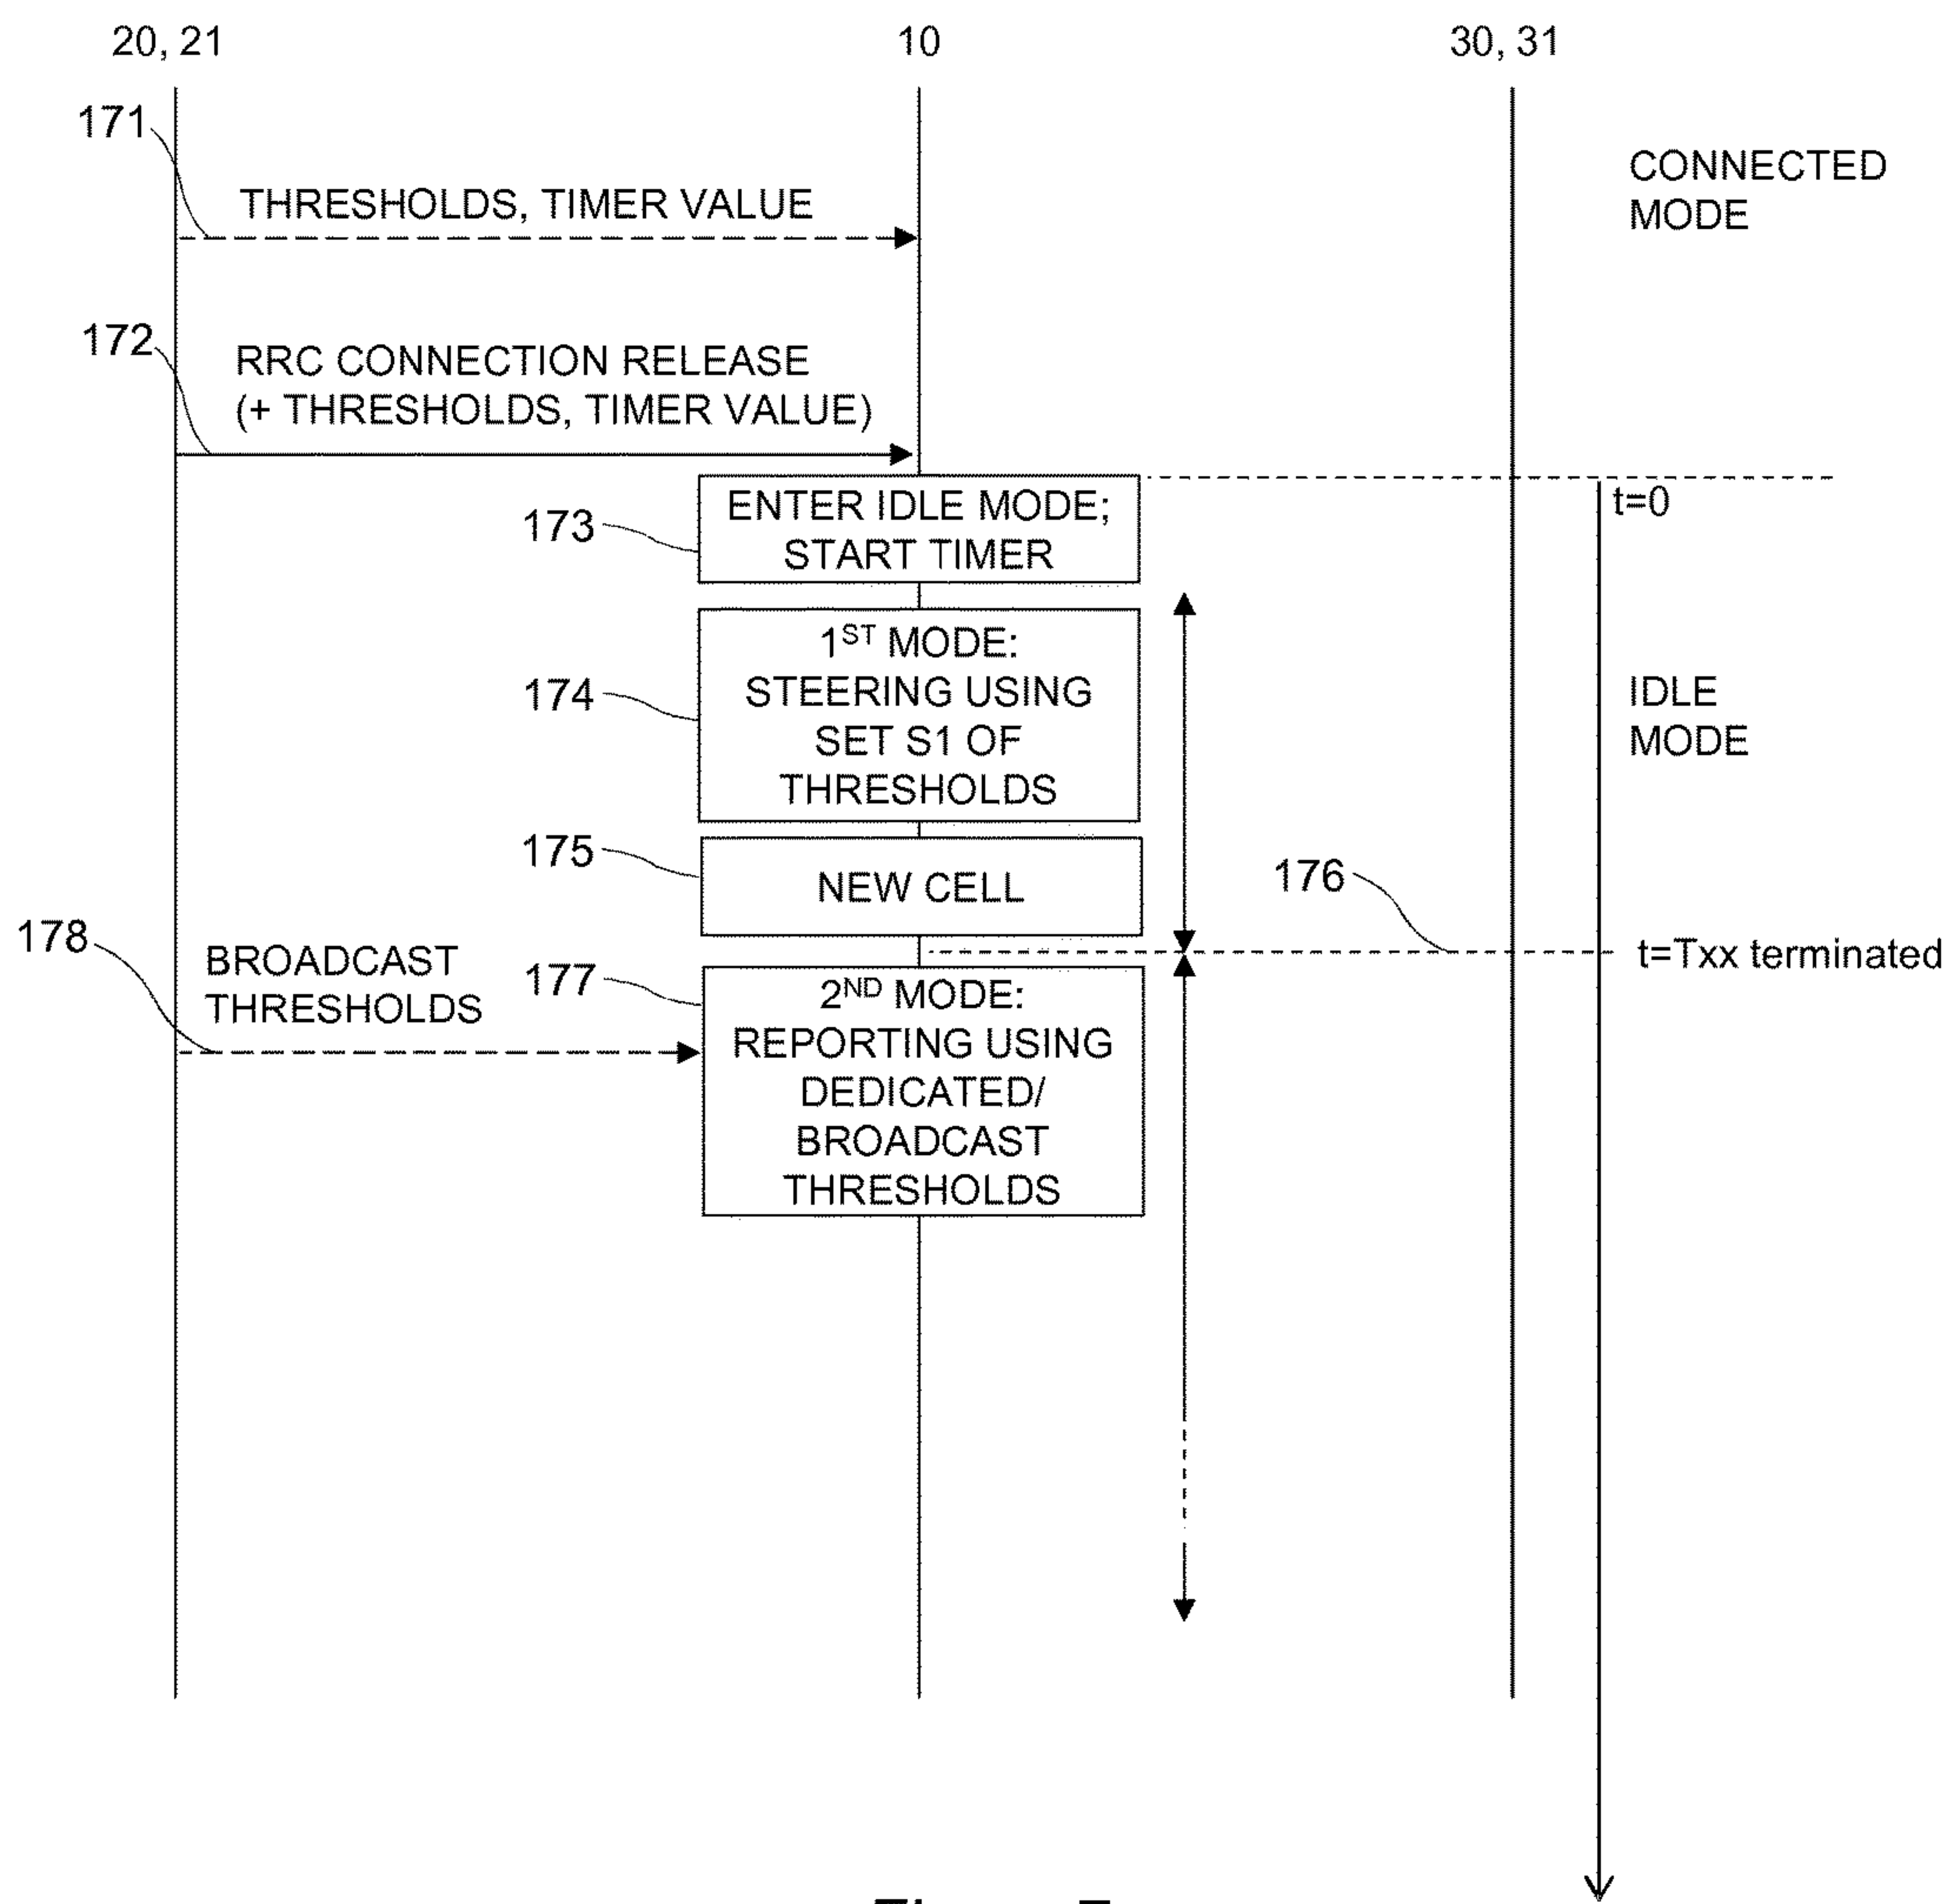 20, 21
10
30, 31
171
CONNECTED
MODE
THRESHOLDS, TIMER VALUE
172
RRC CONNECTION RELEASE
(+ THRESHOLDS, TIMER VALUE)
173
ENTER IDLE MODE;
START TIMER
t=0
174
1ST MODE:
STEERING USING
SET S1 OF
THRESHOLDS
IDLE
MODE
175
NEW CELL
176
t=Txx terminated
178
BROADCAST
THRESHOLDS
177
2ND MODE:
REPORTING USING
DEDICATED/
BROADCAST
THRESHOLDS